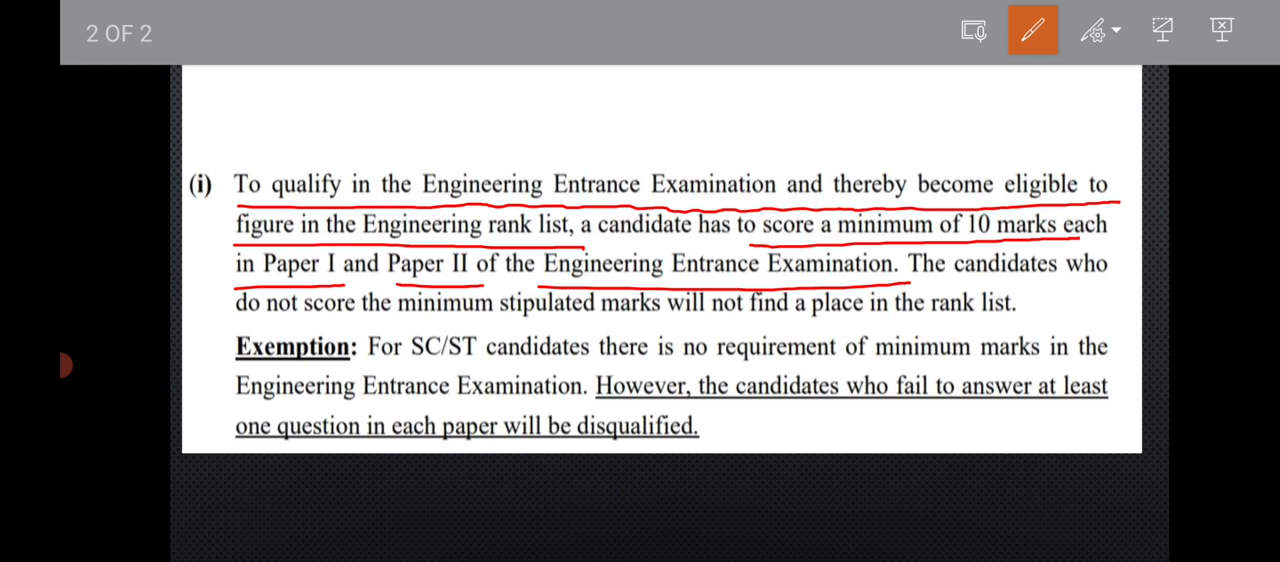 2 OF 2
(i) To qualify in the Engineering Entrance Examination and thereby become eligible to
figure in the Engineering rank list, a candidate has to score a minimum of 10 marks each
in Paper I and Paper II of the Engineering Entrance Examination. The candidates who
do not score the minimum stipulated marks will not find a place in the rank list.
Exemption: For SC/ST candidates there is no requirement of minimum marks in the
Engineering Entrance Examination. However, the candidates who fail to answer at least
one question in each paper will be disqualified.